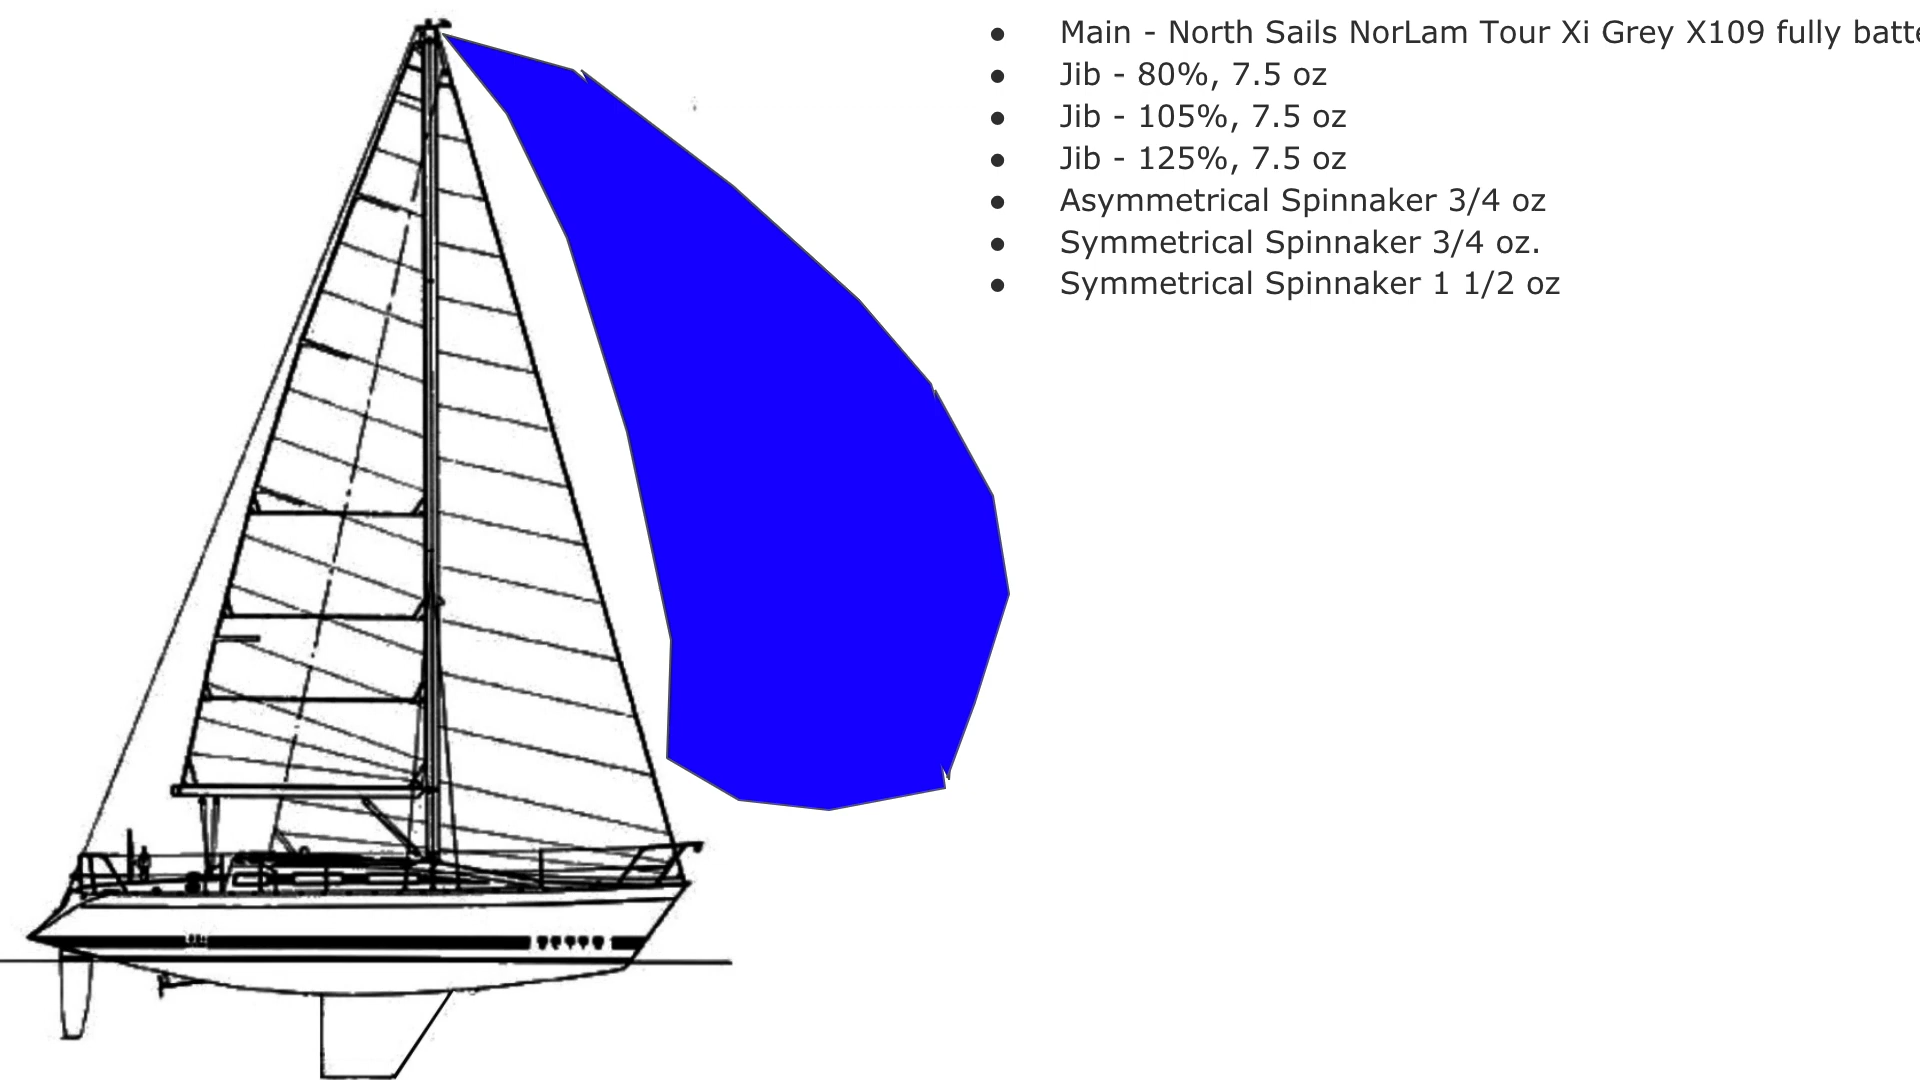 ● Main - North Sails NorLam Tour Xi Grey X109 fully
● Jib - 80%, 7.5 oz
● Jib - 105%, 7.5 oz
● Jib - 125%, 7.5 oz
● Asymmetrical Spinnaker 3/4 oz
● Symmetrical Spinnaker 3/4 oz.
● Symmetrical Spinnaker 1 1/2 oz